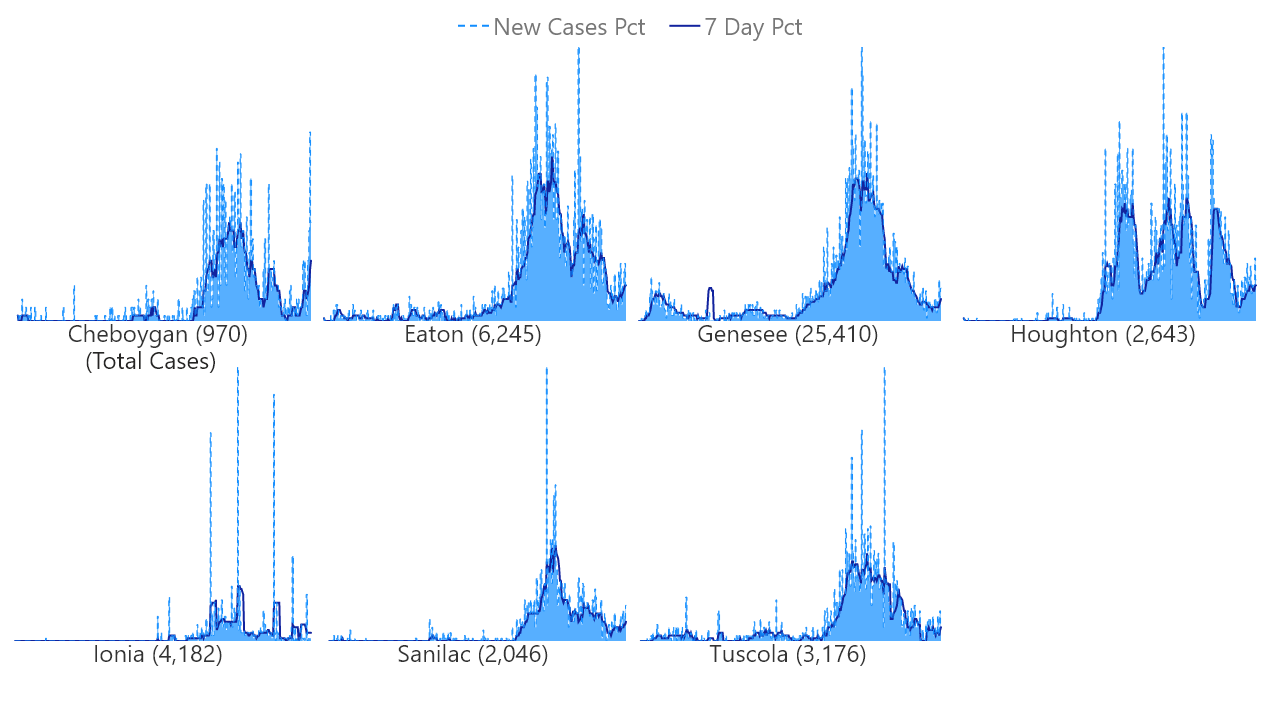 New Cases Pct 7 Day Pct
Cheboygan (970) Eaton (6,245) Genesee (25,410) Houghton (2,643)
(Total Cases)
Ionia (4,182) Sanilac (2,046) Tuscola (3,176)